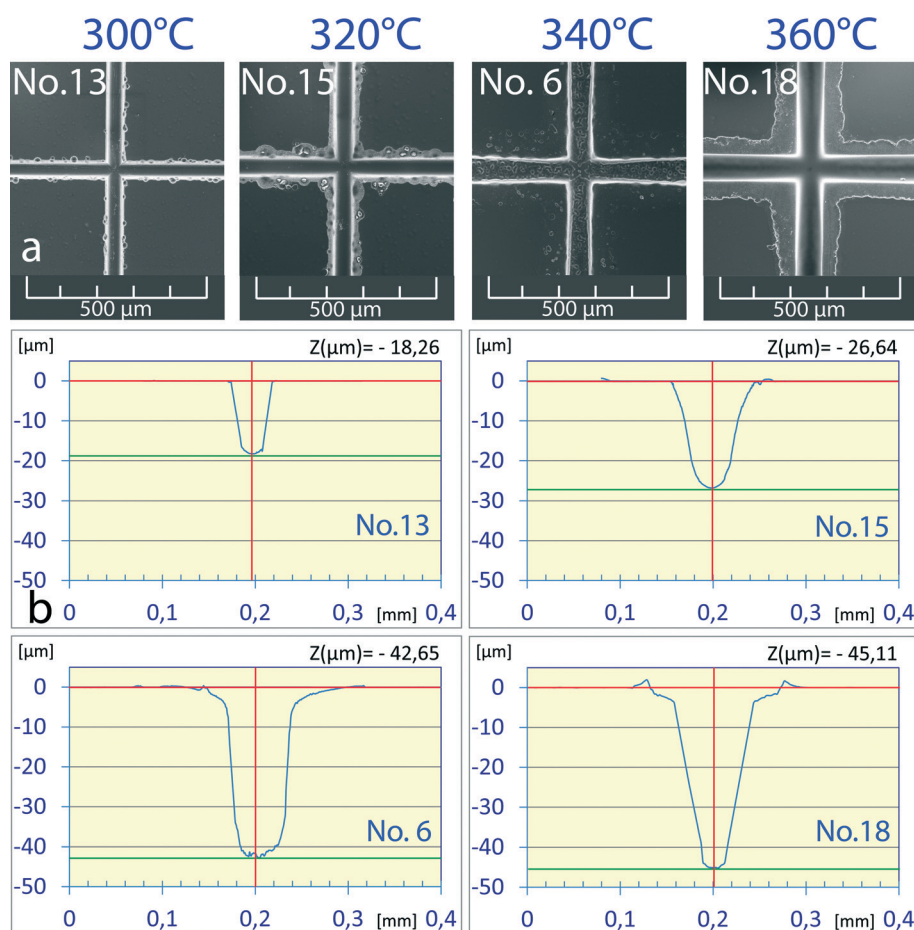 300°C 320°C 340°C 360°C
No.13 No.15 No. 6 No.18
a
500 µm 500 µm 500 µm 500 µm
[µm] Z(µm)= - 18,26
0
-10
-20
-30
-40
-50
No.13
b
0 0,1 0,2 0,3 [mm] 0,4
[µm] Z(µm)= - 26,64
0
-10
-20
-30
-40
-50
No.15
0 0,1 0,2 0,3 [mm] 0,4
[µm] Z(µm)= - 42,65
0
-10
-20
-30
-40
-50
No. 6
0 0,1 0,2 0,3 [mm] 0,4
[µm] Z(µm)= - 45,11
0
-10
-20
-30
-40
-50
No.18
0 0,1 0,2 0,3 [mm] 0,4